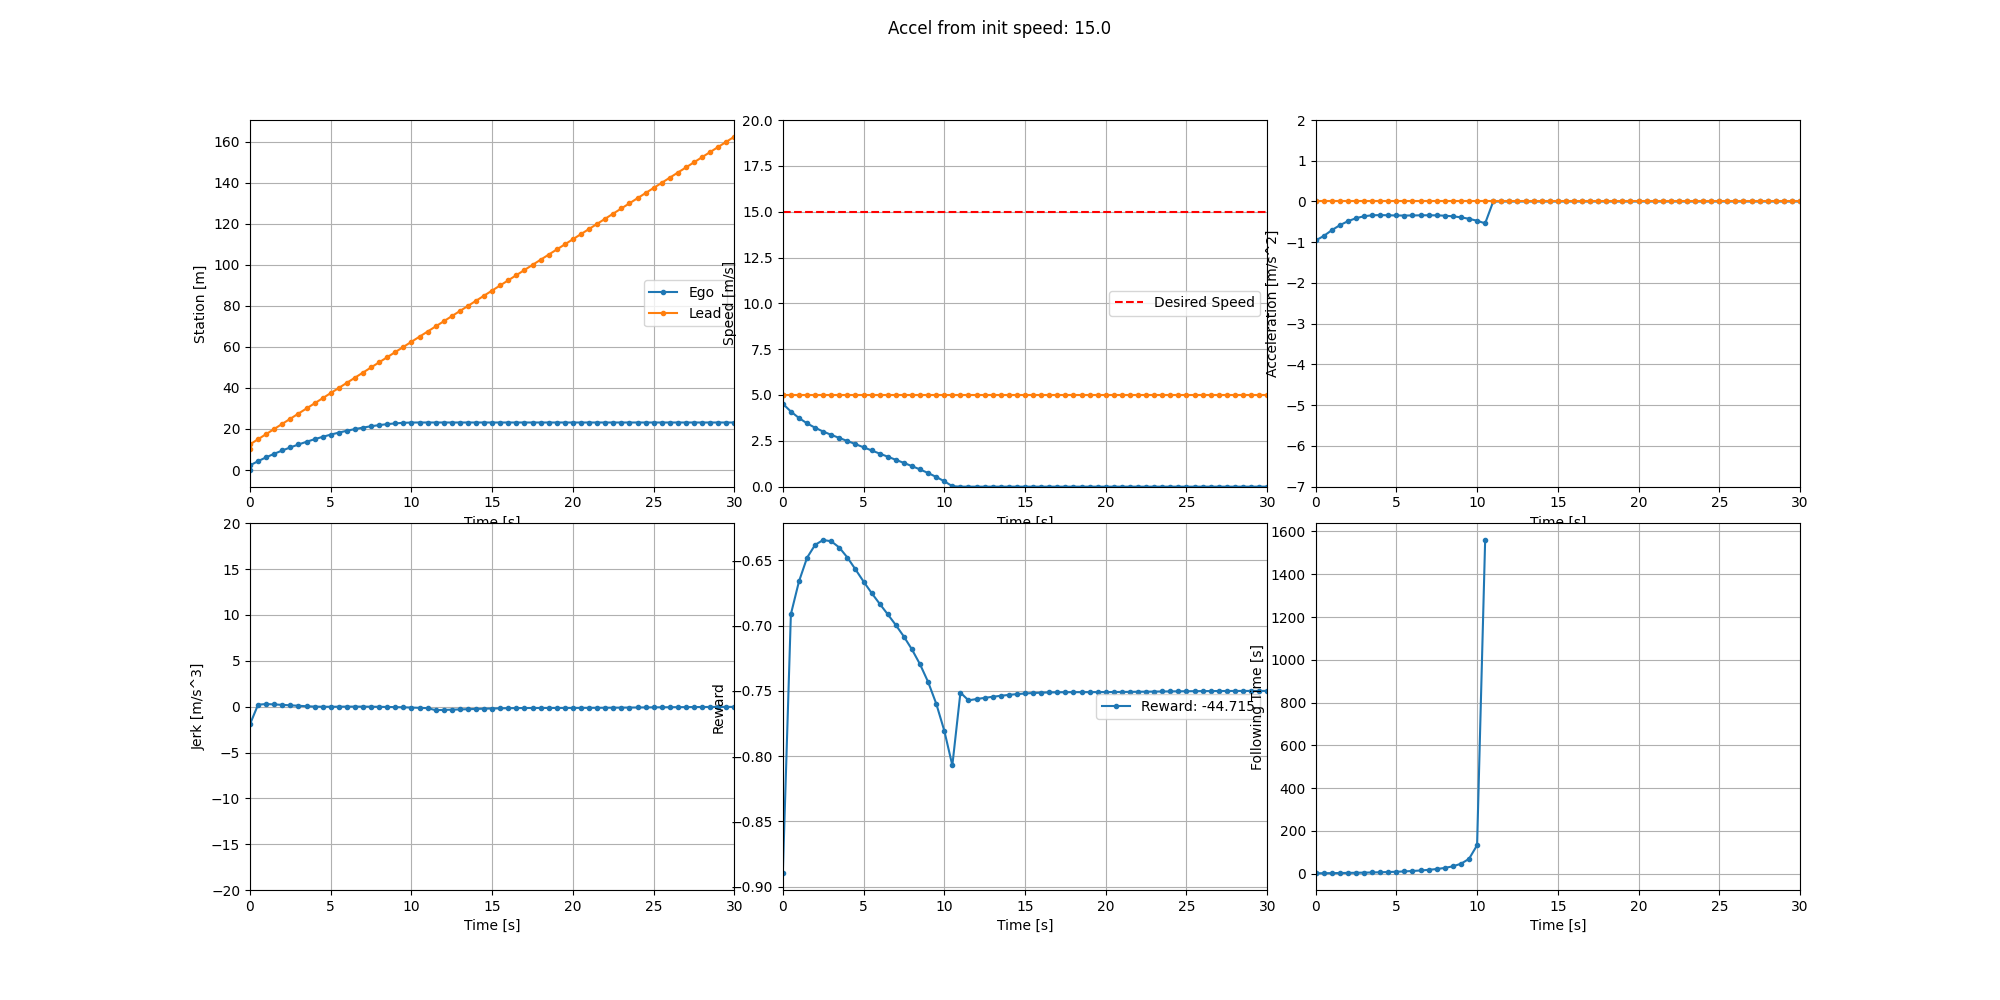 Accel from init speed: 15.0
Station [m]
160
140
120
100
80
60
40
20
0
Ego
Lead
0 5 10 15 20 25 30
Time [s]
Speed [m/s]
20.0
17.5
15.0
12.5
10.0
7.5
5.0
2.5
0.0
Desired Speed
0 5 10 15 20 25 30
Time [s]
Acceleration [m/s^2]
2
1
0
−1
−2
−3
−4
−5
−6
−7
0 5 10 15 20 25 30
Time [s]
Jerk [m/s^3]
20
15
10
5
0
−5
−10
−15
−20
0 5 10 15 20 25 30
Time [s]
Reward
−0.65
−0.70
−0.75
−0.80
−0.85
−0.90
Reward: -44.715
0 5 10 15 20 25 30
Time [s]
Following Time [s]
1600
1400
1200
1000
800
600
400
200
0
0 5 10 15 20 25 30
Time [s]